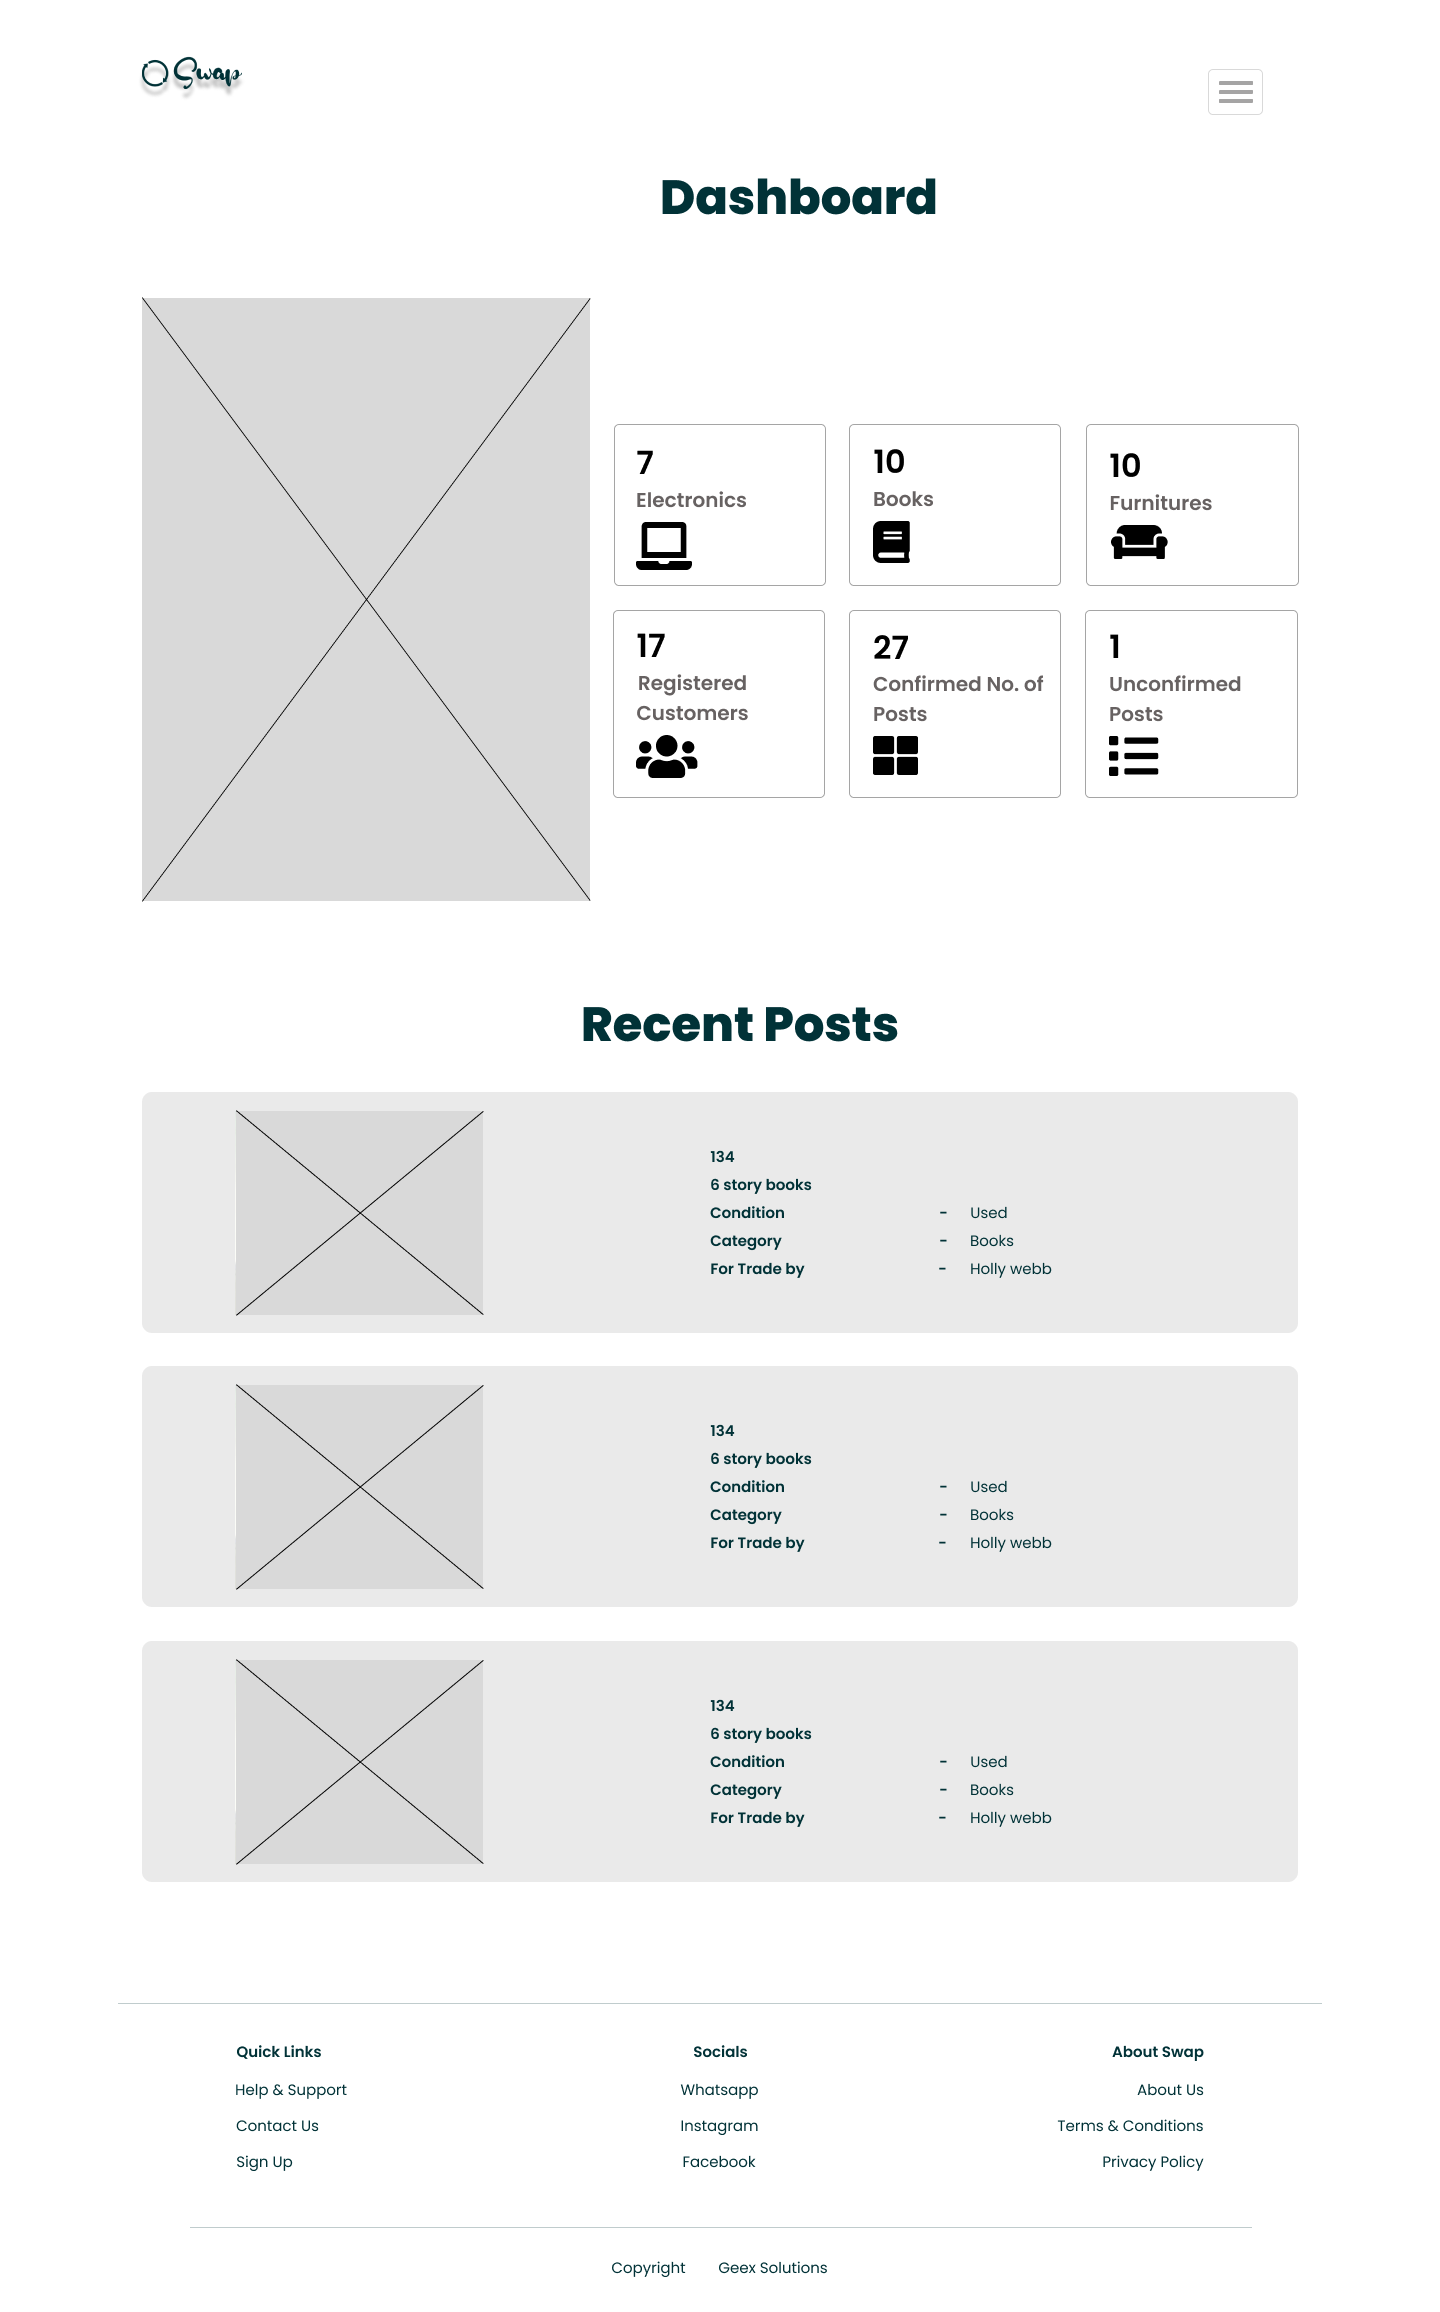 Swap
Dashboard
7
Electronics
10
Books
10
Furnitures
17
Registered
Customers
27
Confirmed No. of
Posts
1
Unconfirmed
Posts
Recent Posts
134
6 story books
Condition - Used
Category - Books
For Trade by - Holly webb
134
6 story books
Condition - Used
Category - Books
For Trade by - Holly webb
134
6 story books
Condition - Used
Category - Books
For Trade by - Holly webb
Quick Links
Help & Support
Contact Us
Sign Up
Socials
Whatsapp
Instagram
Facebook
About Swap
About Us
Terms & Conditions
Privacy Policy
Copyright Geex Solutions